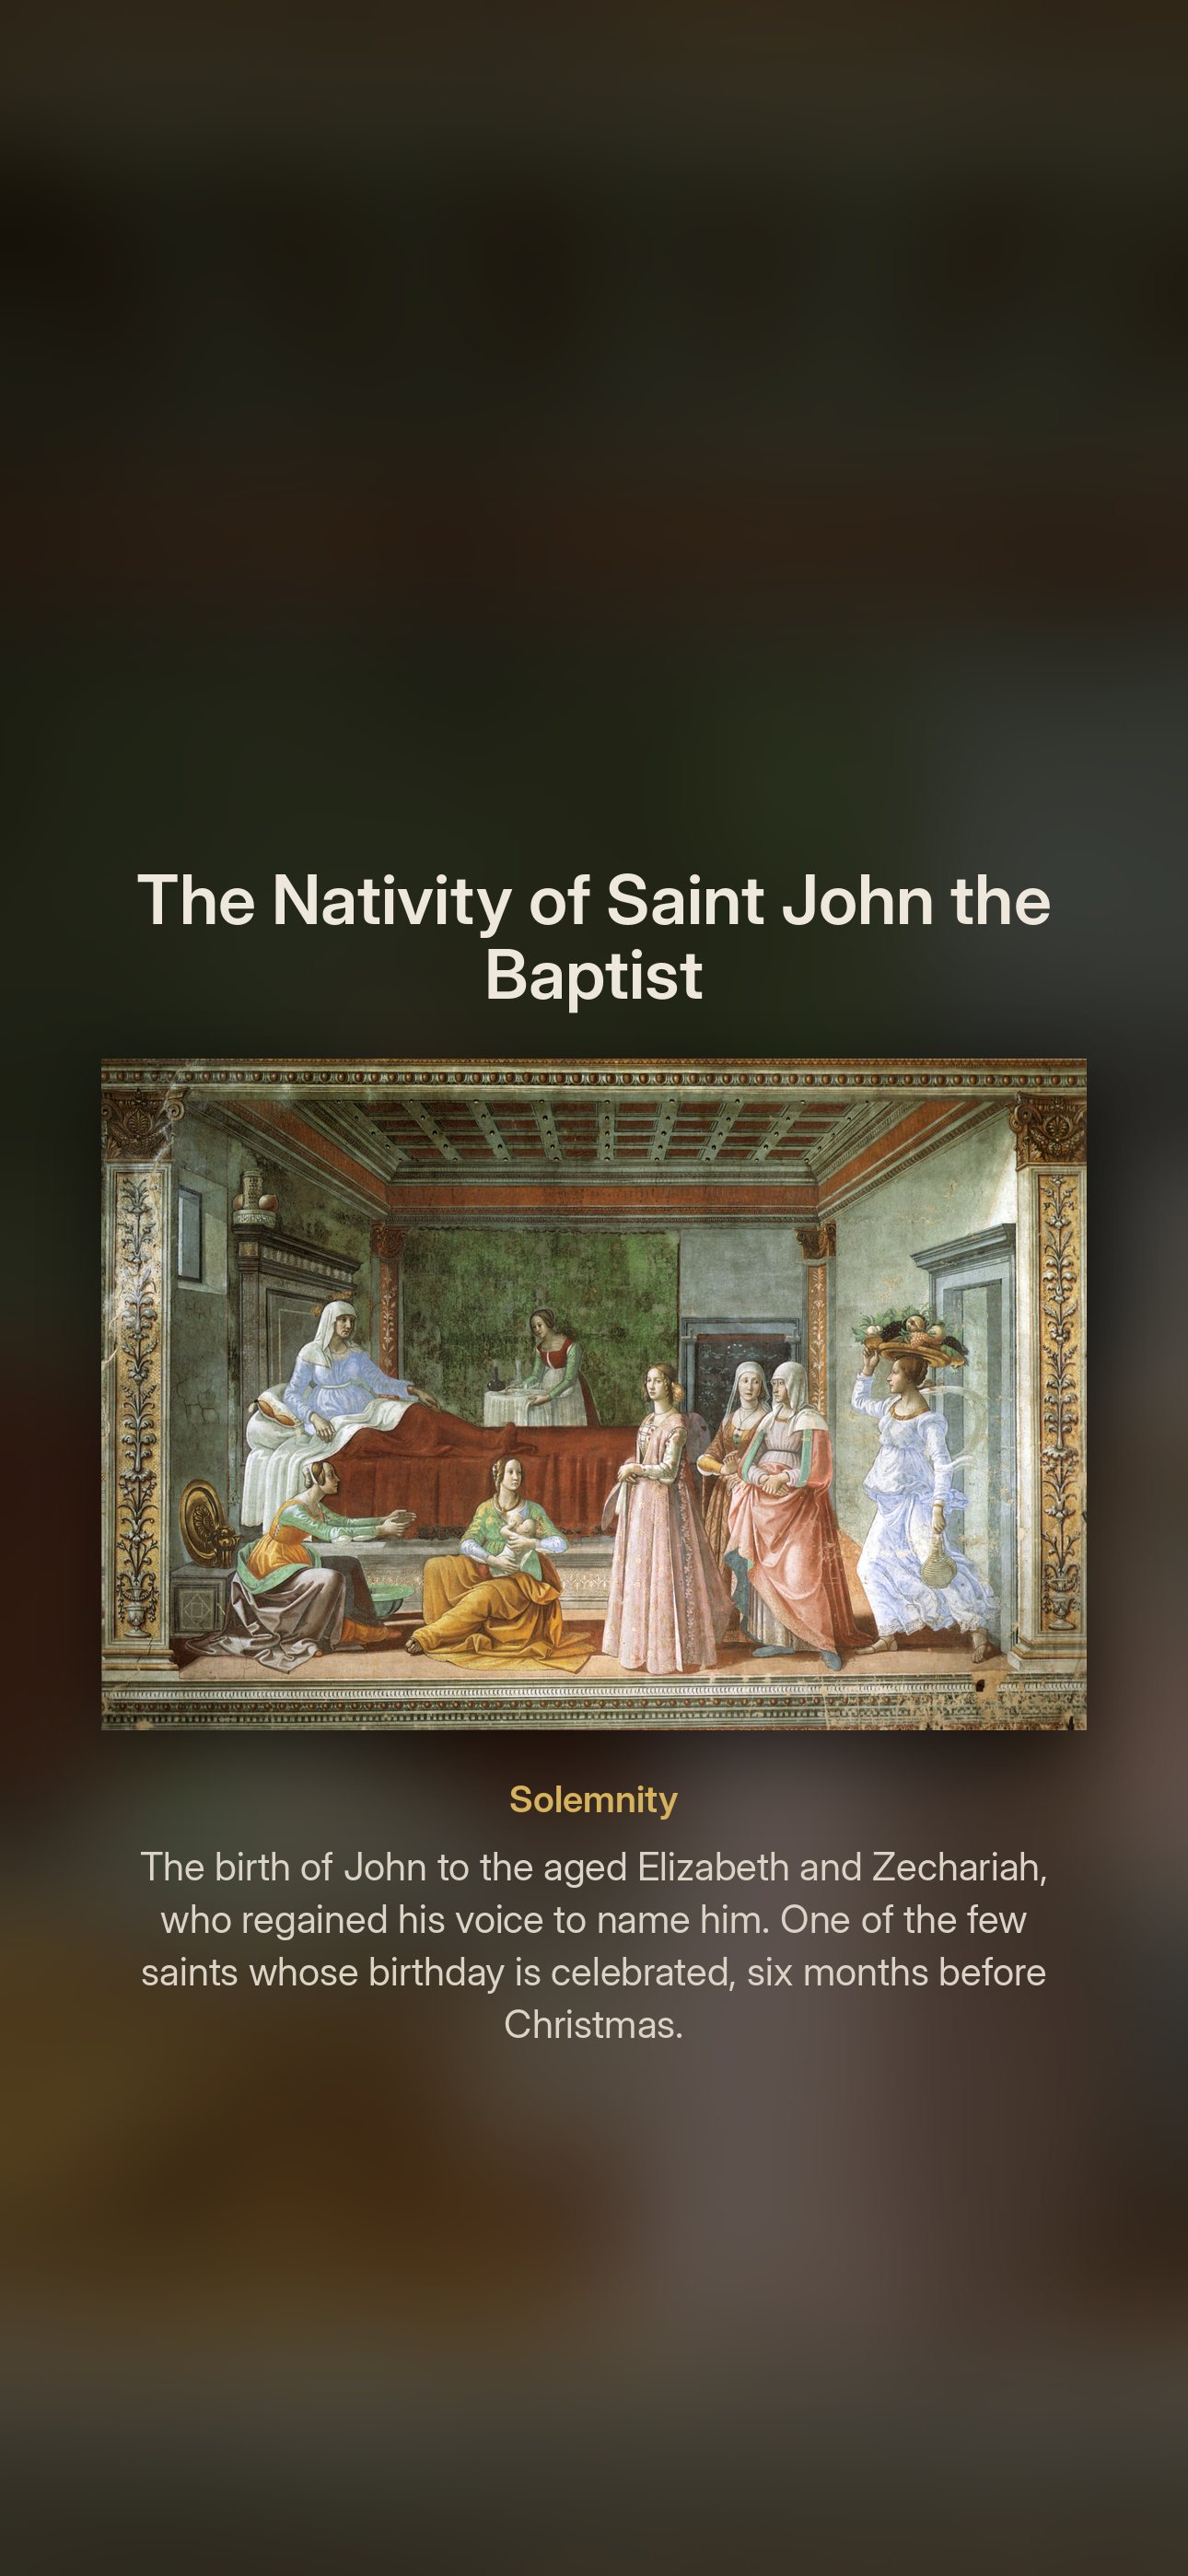 The Nativity of Saint John the
Baptist
Solemnity
The birth of John to the aged Elizabeth and Zechariah,
who regained his voice to name him. One of the few
saints whose birthday is celebrated, six months before
Christmas.